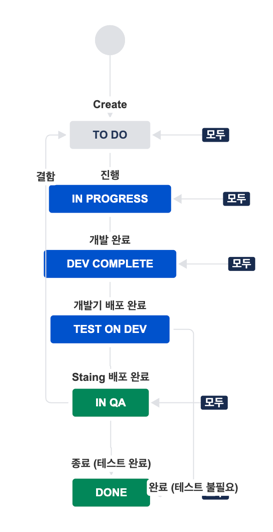 Create
TO DO
모두
결함
진행
IN PROGRESS
모두
개발 완료
DEV COMPLETE
모두
개발기 배포 완료
TEST ON DEV
Staing 배포 완료
IN QA
모두
종료 (테스트 완료)
완료 (테스트 불필요)
DONE